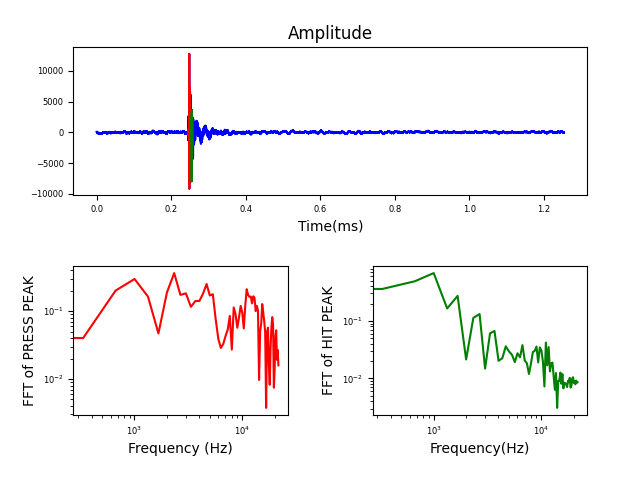 Amplitude
10000
5000
0
−5000
−10000
0.0 0.2 0.4 0.6 0.8 1.0 1.2
Time(ms)
FFT of PRESS PEAK
10⁻¹
10⁻²
10³ 10⁴
Frequency (Hz)
FFT of HIT PEAK
10⁻¹
10⁻²
10³ 10⁴
Frequency(Hz)